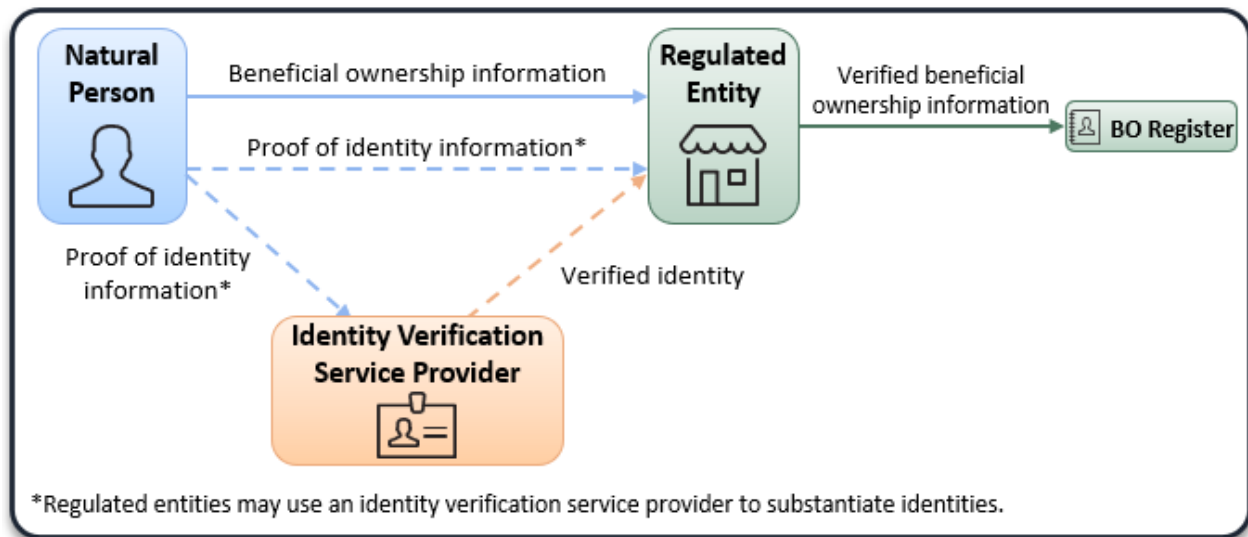 Natural
Person
Beneficial ownership information
Regulated
Entity
Verified beneficial
ownership information
BO Register
Proof of identity information*
Proof of identity
information*
Verified identity
Identity Verification
Service Provider
*Regulated entities may use an identity verification service provider to substantiate identities.